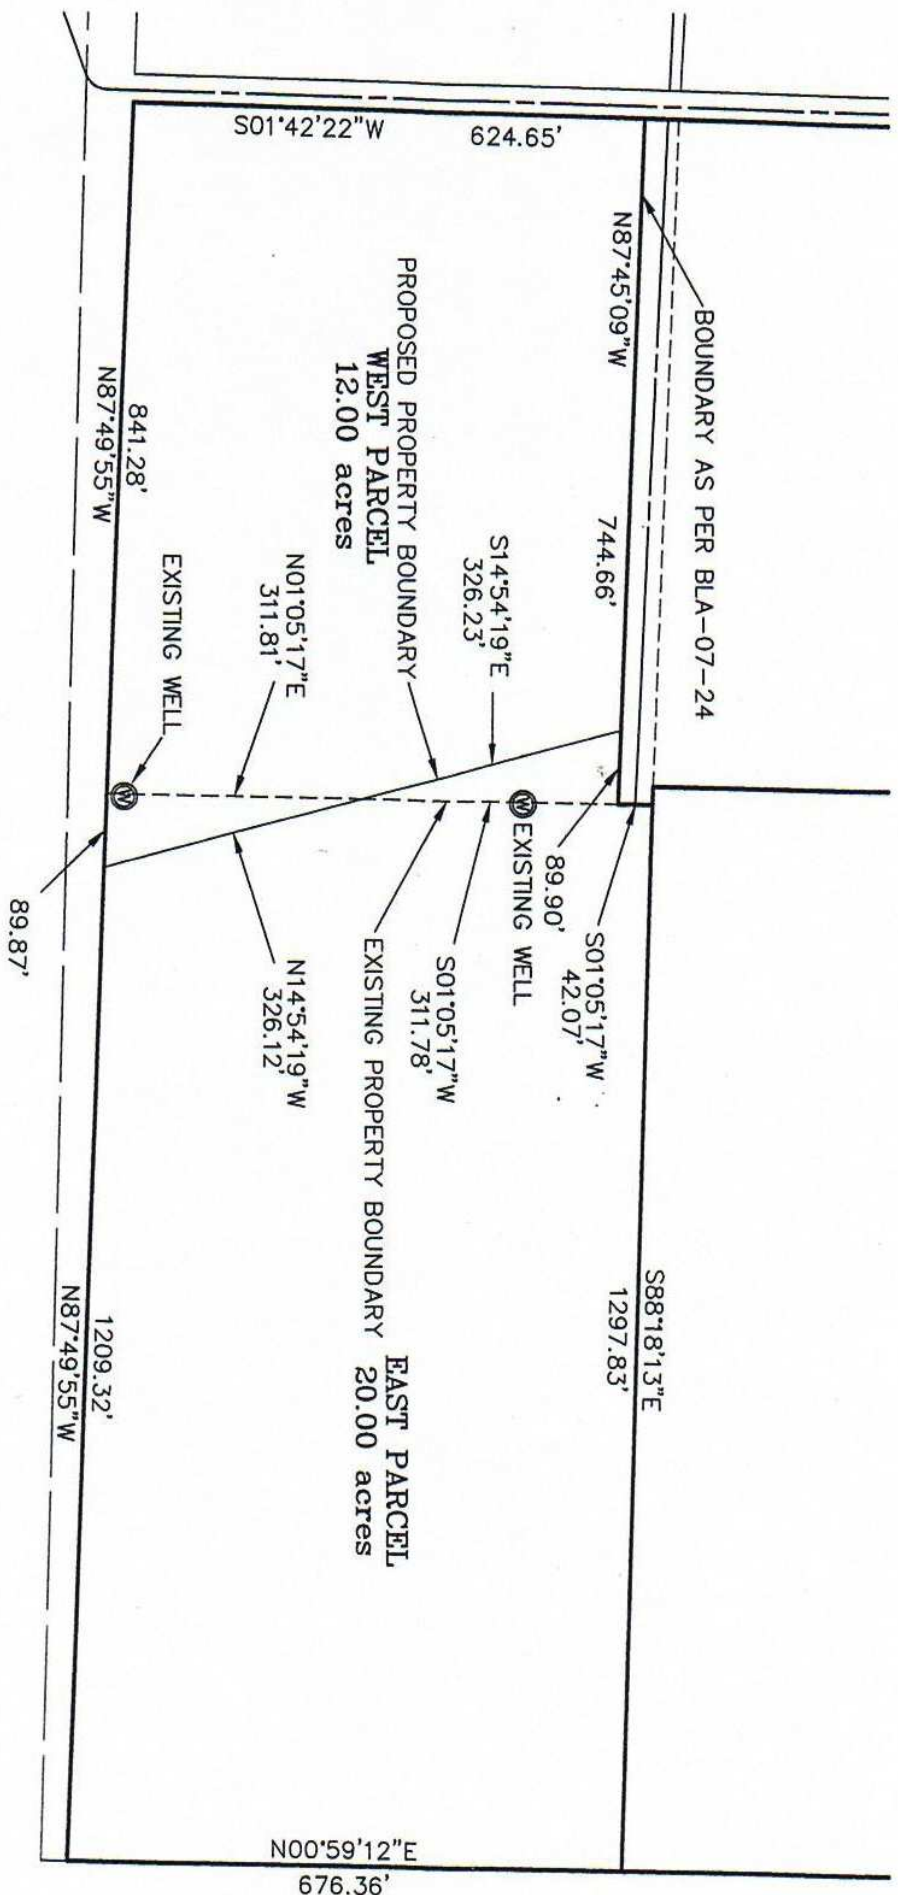 S01°42'22"W
624.65'
BOUNDARY AS PER BLA-07-24
N87°45'09"W
744.66'
PROPOSED PROPERTY BOUNDARY
WEST PARCEL
12.00 acres
S14°54'19"E
326.23'
N01°05'17"E
311.81'
841.28'
N87°49'55"W
EXISTING WELL
W
W
EXISTING WELL
89.90'
S01°05'17"W
42.07'
S01°05'17"W
311.78'
EXISTING PROPERTY BOUNDARY
N14°54'19"W
326.12'
89.87'
S88°18'13"E
1297.83'
EAST PARCEL
20.00 acres
1209.32'
N87°49'55"W
N00°59'12"E
676.36'